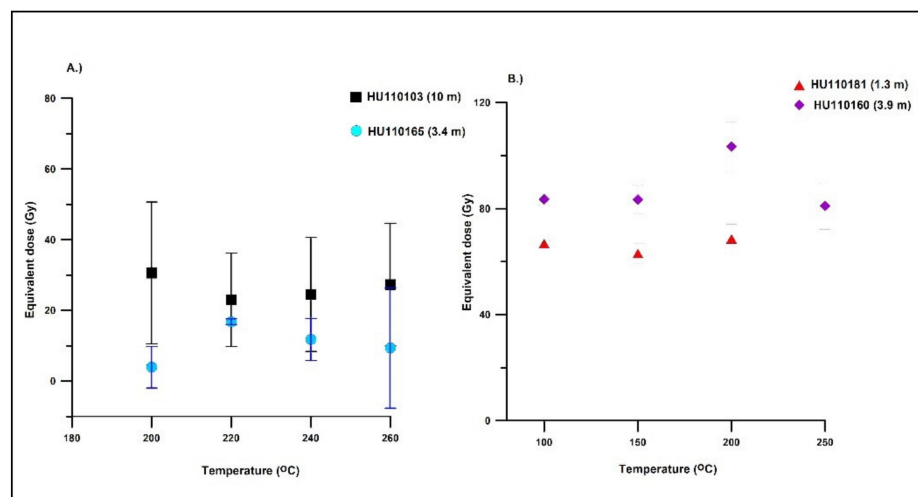 A.)
HU110103 (10 m)
HU110165 (3.4 m)
80
60
40
20
0
Equivalent dose (Gy)
180
200
220
240
260
Temperature (ºC)
B.)
HU110181 (1.3 m)
HU110160 (3.9 m)
120
80
40
0
Equivalent dose (Gy)
100
150
200
250
Temperature (ºC)